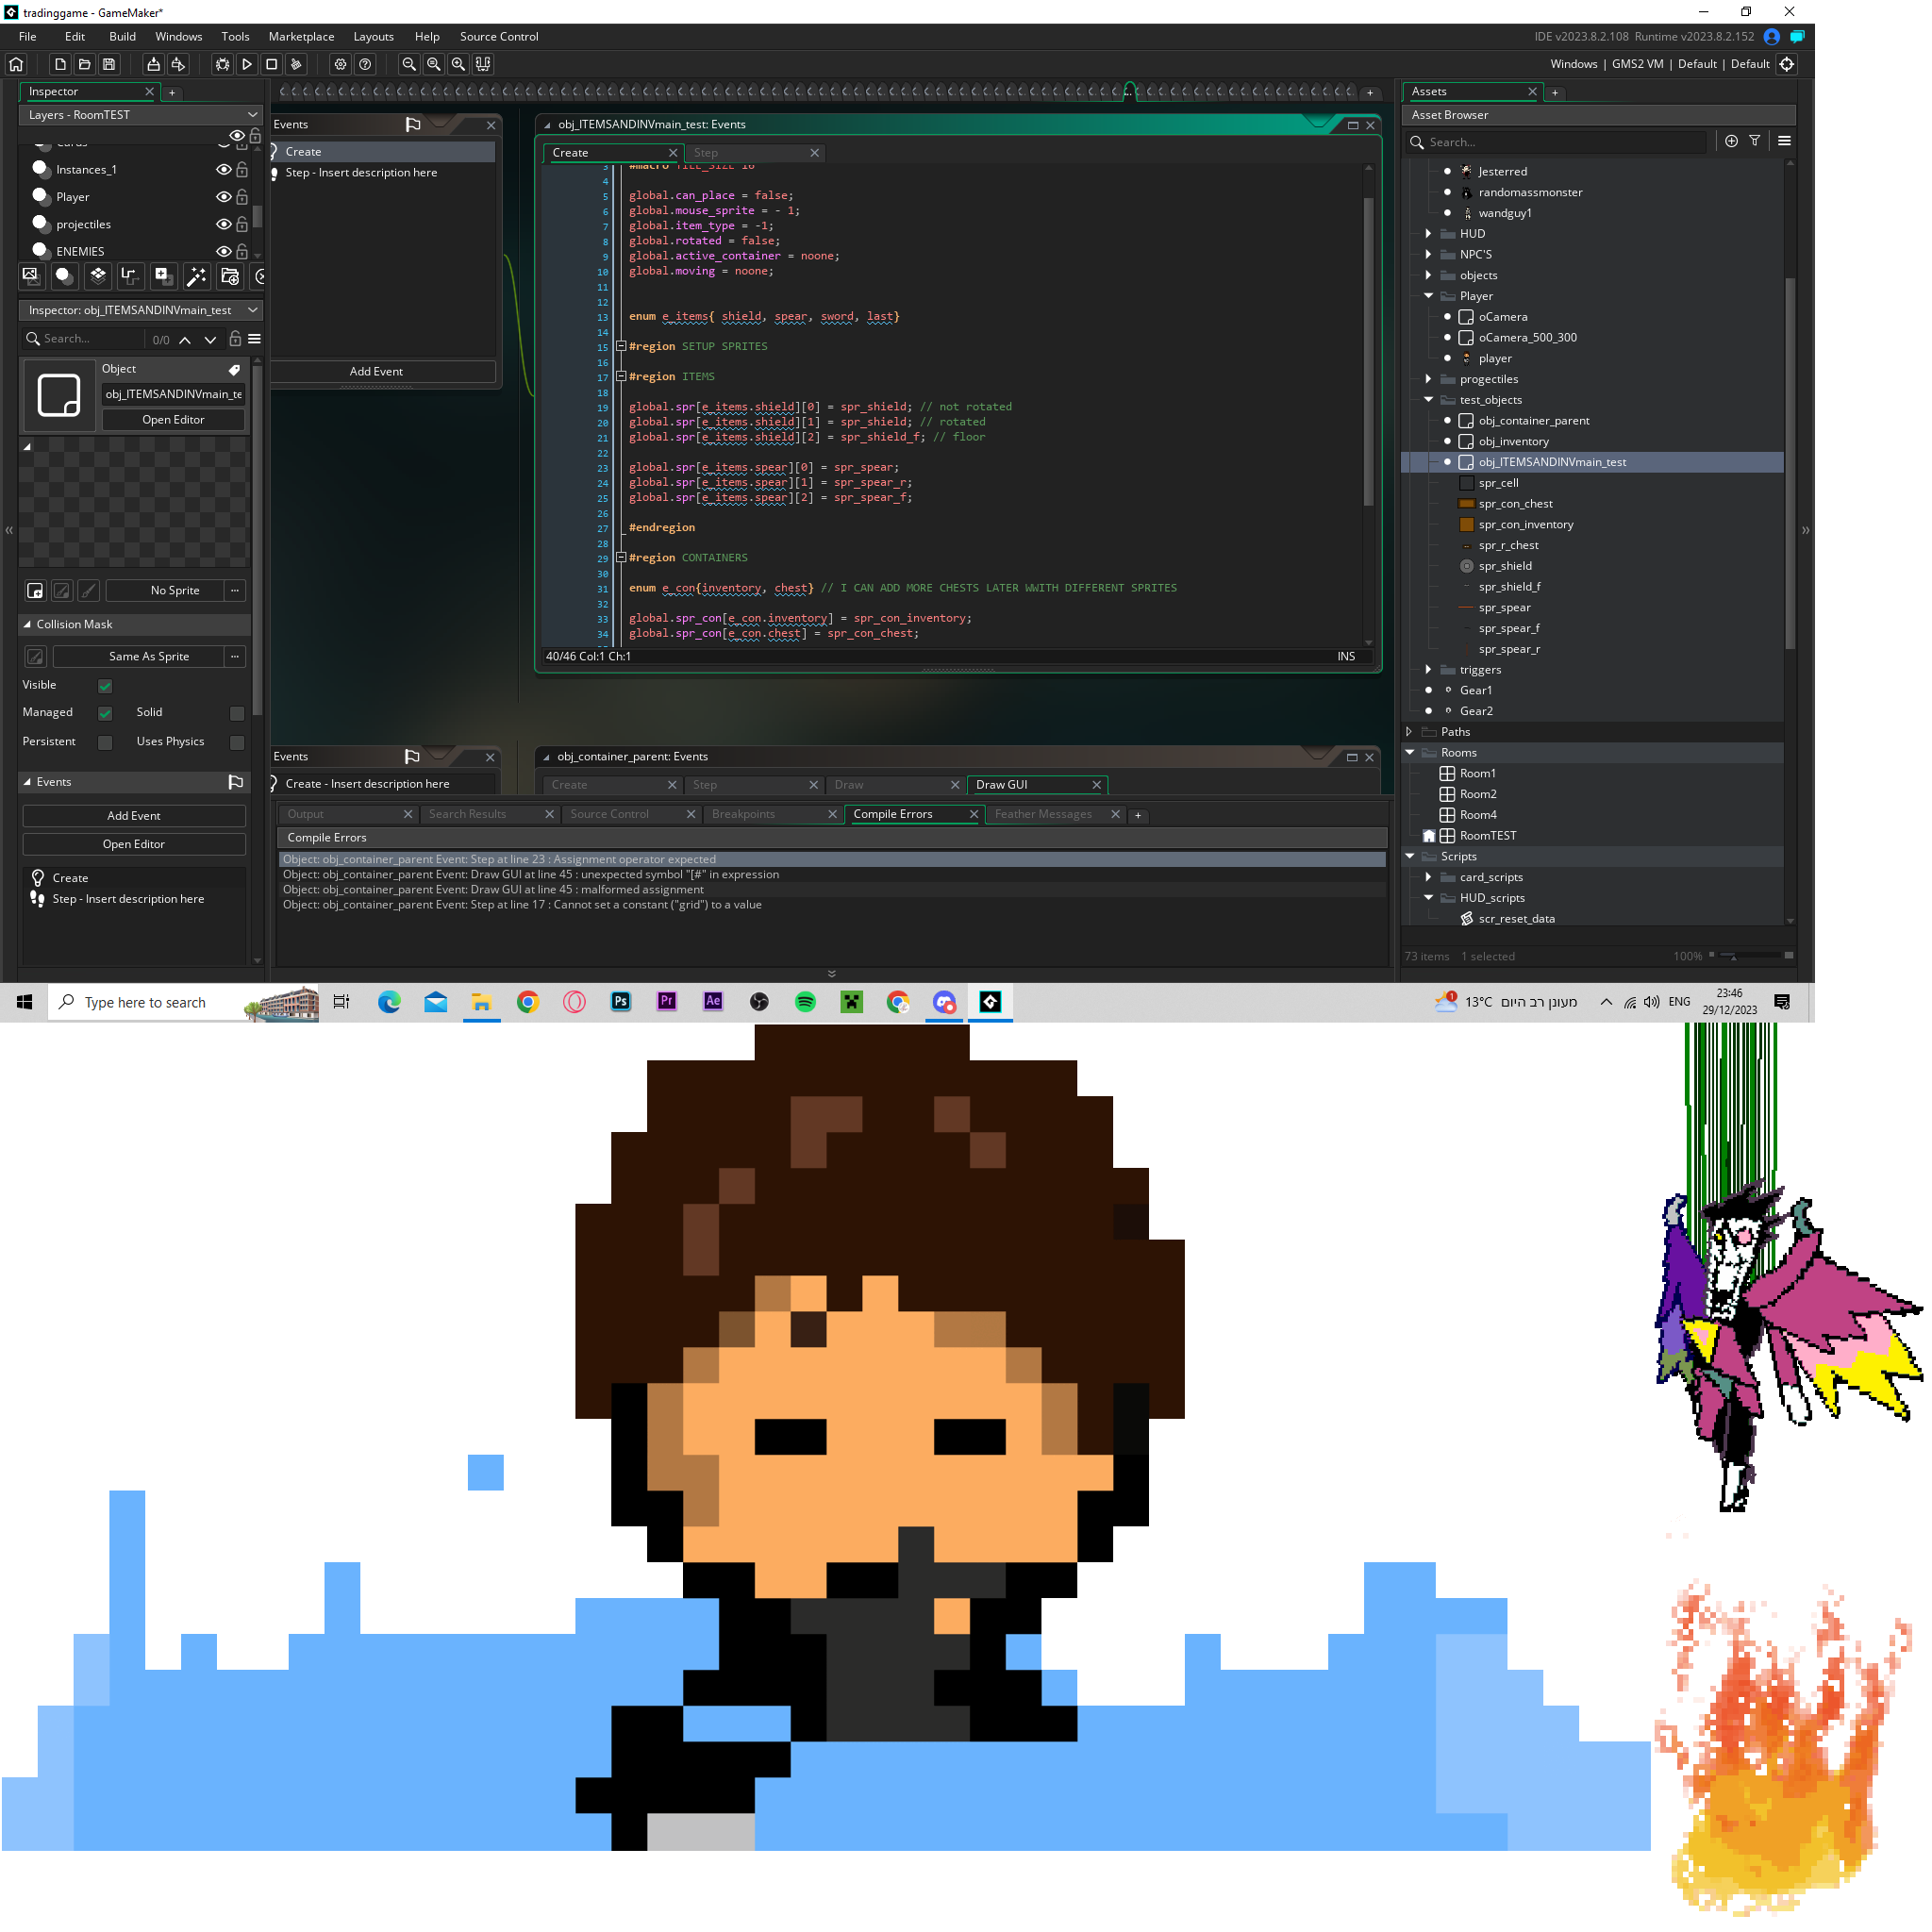 tradinggame - GameMaker*
File Edit Build Windows Tools Marketplace Layouts Help Source Control
IDE v2023.8.2.108 Runtime v2023.8.2.152
Windows | GMS2 VM | Default | Default
Inspector
Layers - RoomTEST
Cards
Instances_1
Player
projectiles
ENEMIES
Inspector: obj_ITEMSANDINVmain_test
Search... 0/0
Object
obj_ITEMSANDINVmain_te
Open Editor
No Sprite ...
Collision Mask
Same As Sprite ...
Visible
Managed Solid
Persistent Uses Physics
Events
Add Event
Open Editor
Create
Step - Insert description here
Events
Create
Step - Insert description here
Add Event
Events
Create - Insert description here
obj_ITEMSANDINVmain_test: Events
Create Step
3 #macro TILE_SIZE 16
4
5 global.can_place = false;
6 global.mouse_sprite = - 1;
7 global.item_type = -1;
8 global.rotated = false;
9 global.active_container = noone;
10 global.moving = noone;
11
12
13 enum e_items{ shield, spear, sword, last}
14
15 #region SETUP SPRITES
16
17 #region ITEMS
18
19 global.spr[e_items.shield][0] = spr_shield; // not rotated
20 global.spr[e_items.shield][1] = spr_shield; // rotated
21 global.spr[e_items.shield][2] = spr_shield_f; // floor
22
23 global.spr[e_items.spear][0] = spr_spear;
24 global.spr[e_items.spear][1] = spr_spear_r;
25 global.spr[e_items.spear][2] = spr_spear_f;
26
27 #endregion
28
29 #region CONTAINERS
30
31 enum e_con{inventory, chest} // I CAN ADD MORE CHESTS LATER WWITH DIFFERENT SPRITES
32
33 global.spr_con[e_con.inventory] = spr_con_inventory;
34 global.spr_con[e_con.chest] = spr_con_chest;
40/46 Col:1 Ch:1 INS
obj_container_parent: Events
Create Step Draw Draw GUI
Output Search Results Source Control Breakpoints Compile Errors Feather Messages
Compile Errors
Object: obj_container_parent Event: Step at line 23 : Assignment operator expected
Object: obj_container_parent Event: Draw GUI at line 45 : unexpected symbol "[#" in expression
Object: obj_container_parent Event: Draw GUI at line 45 : malformed assignment
Object: obj_container_parent Event: Step at line 17 : Cannot set a constant ("grid") to a value
Assets
Asset Browser
Search...
Jesterred
randomassmonster
wandguy1
HUD
NPC'S
objects
Player
oCamera
oCamera_500_300
player
progectiles
test_objects
obj_container_parent
obj_inventory
obj_ITEMSANDINVmain_test
spr_cell
spr_con_chest
spr_con_inventory
spr_r_chest
spr_shield
spr_shield_f
spr_spear
spr_spear_f
spr_spear_r
triggers
Gear1
Gear2
Paths
Rooms
Room1
Room2
Room4
RoomTEST
Scripts
card_scripts
HUD_scripts
scr_reset_data
73 items 1 selected 100%
Type here to search
Ps Pr Ae
1 13°C מעונן רב היום ENG
23:46
29/12/2023